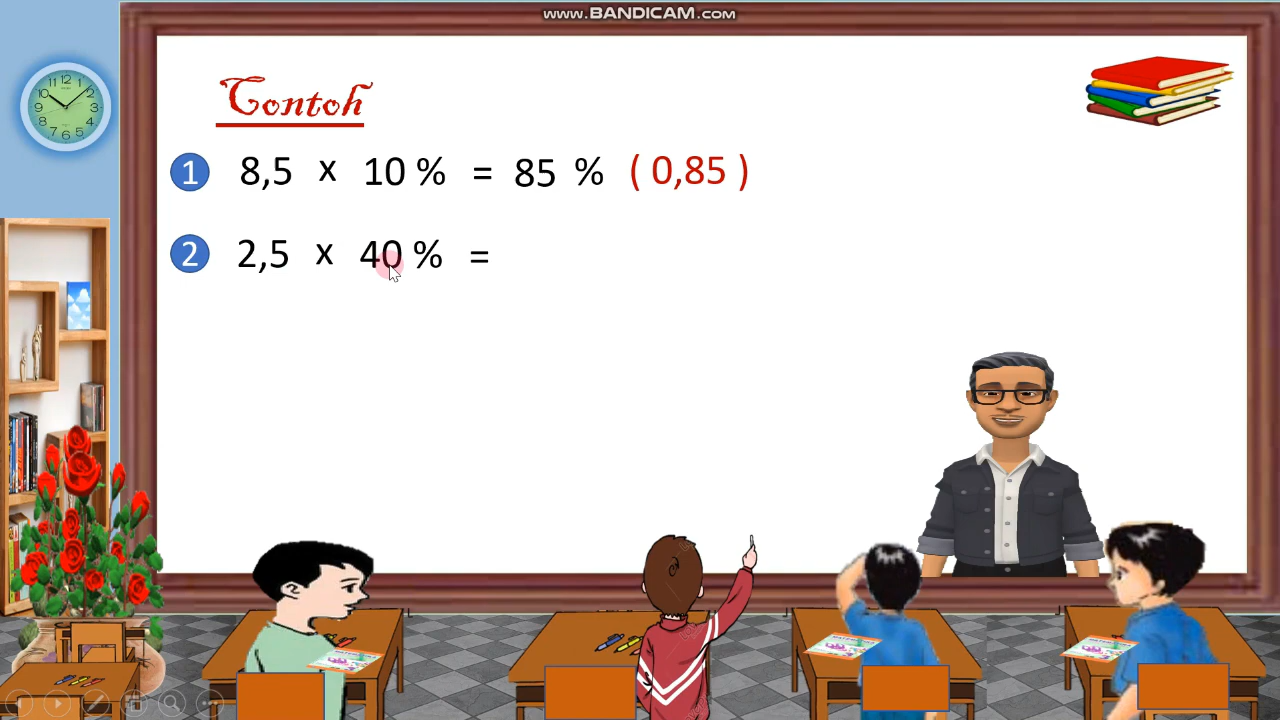 www.BANDICAM.com
Contoh
1 8,5 x 10 % = 85 % ( 0,85 )
2 2,5 x 40 % =